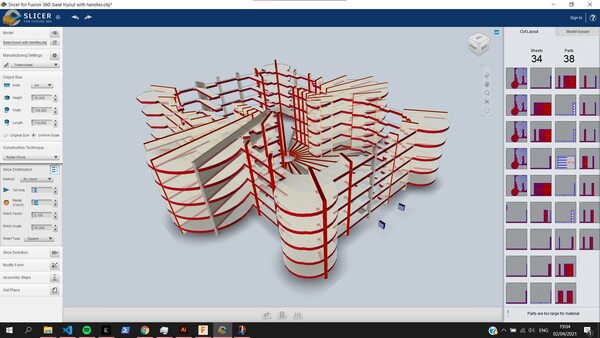 Slicer for Fusion 360: base tryout with handles.obj*
SLICER
FOR FUSION 360
Sign In
Model
Manufacturing Settings
Object Size
Units
Height
Width
Length
Original Size
Uniform Scale
Construction Technique
Radial Slices
Slice Distribution
Method
By count
Radial
(Count)
Notch Factor
Notch Angle
Relief Type
Square
Slice Direction
Modify Form
Assembly Steps
Get Plans
Cut Layout
Model Issues
Sheets
Parts
34
38
Parts are too large for material
ENG
19:04
02/04/2021